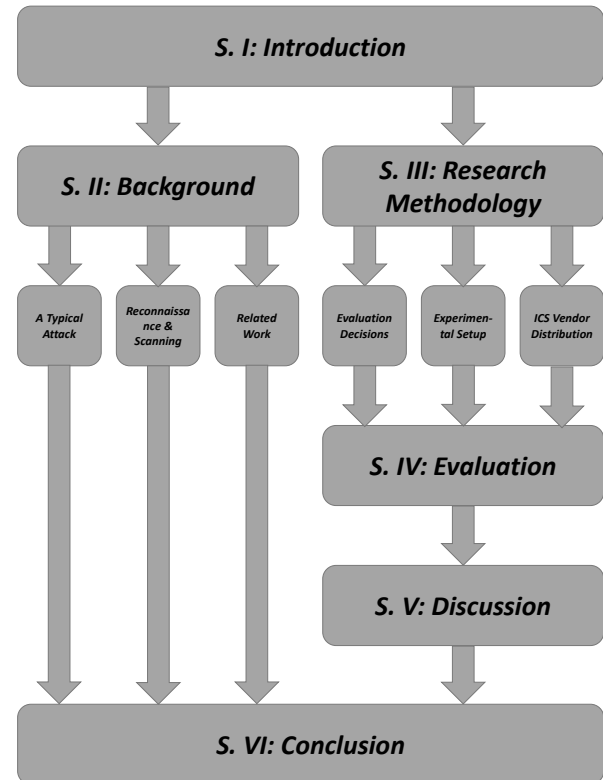 S. I: Introduction
S. II: Background
S. III: Research
Methodology
A Typical
Attack
Reconnaissa
nce &
Scanning
Related
Work
Evaluation
Decisions
Experimen-
tal Setup
ICS Vendor
Distribution
S. IV: Evaluation
S. V: Discussion
S. VI: Conclusion